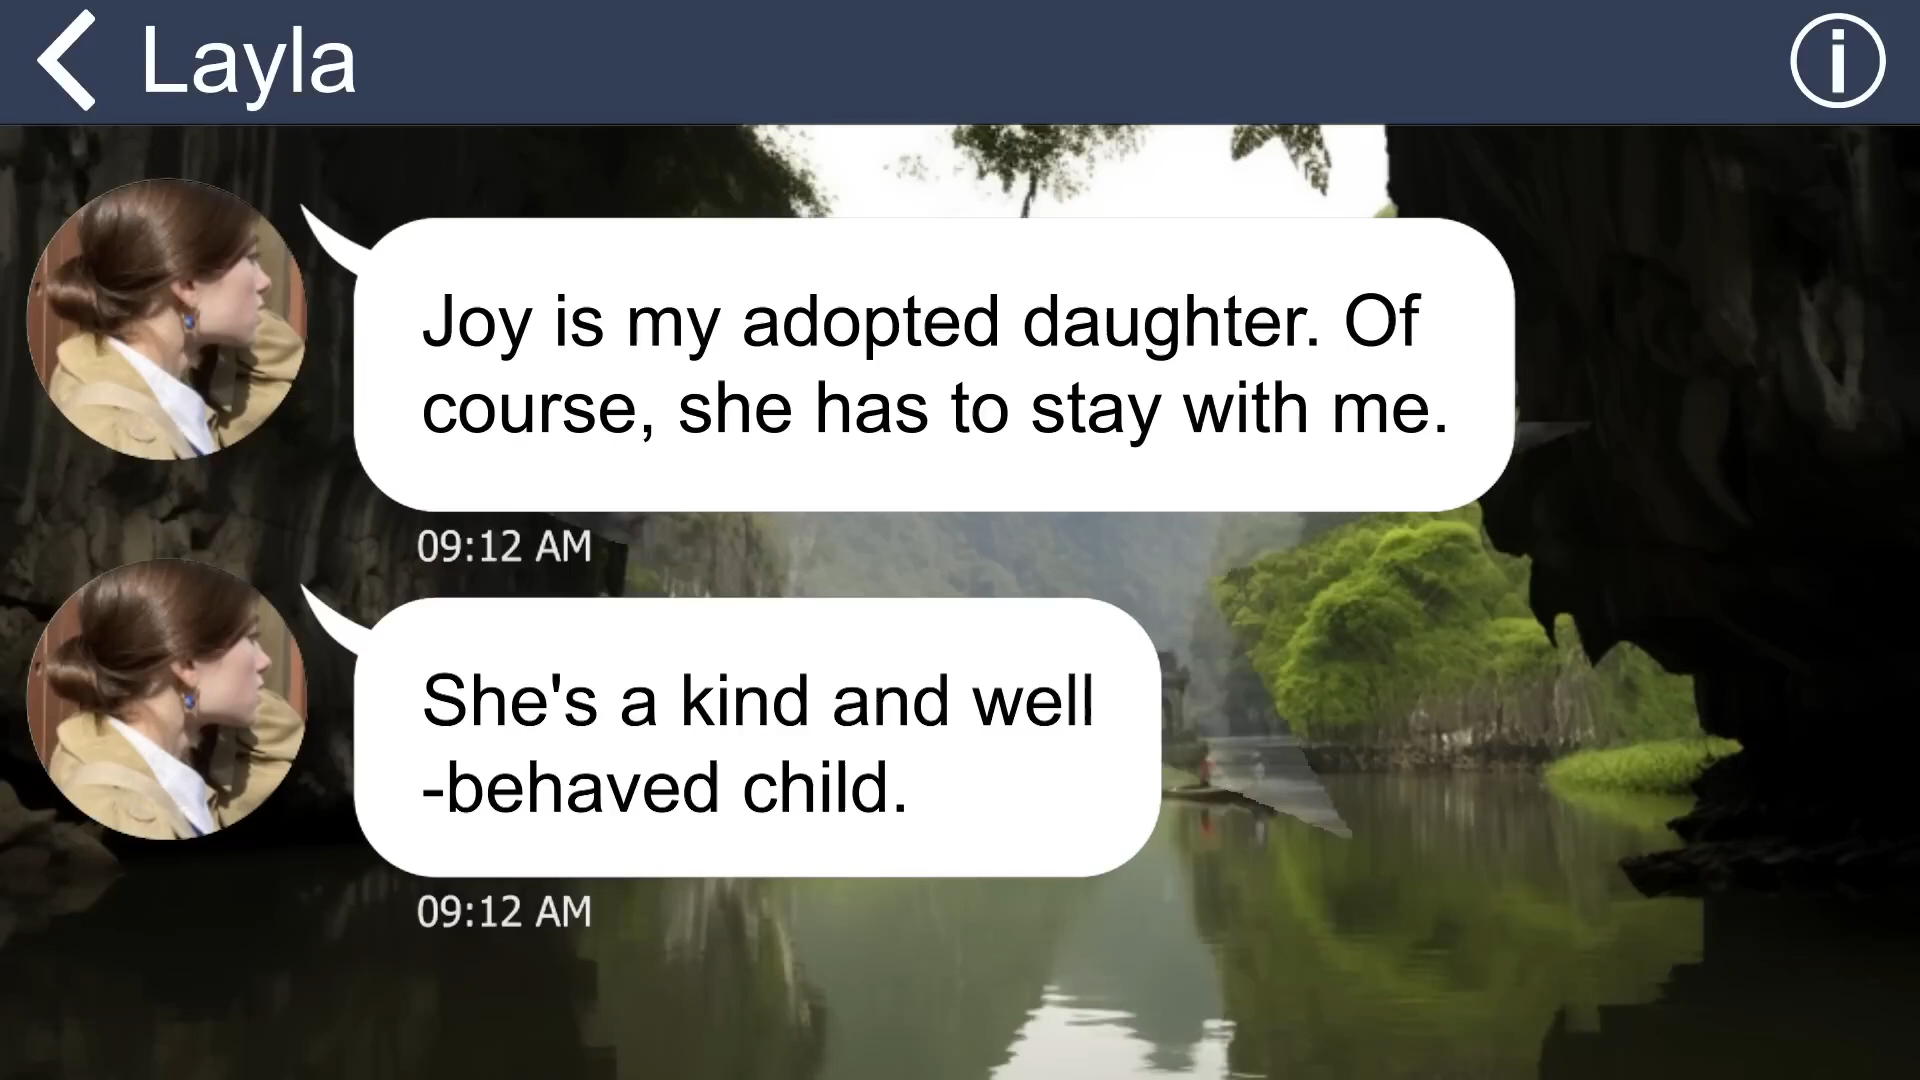 Layla
Joy is my adopted daughter. Of
course, she has to stay with me.
09:12 AM
She's a kind and well
-behaved child.
09:12 AM